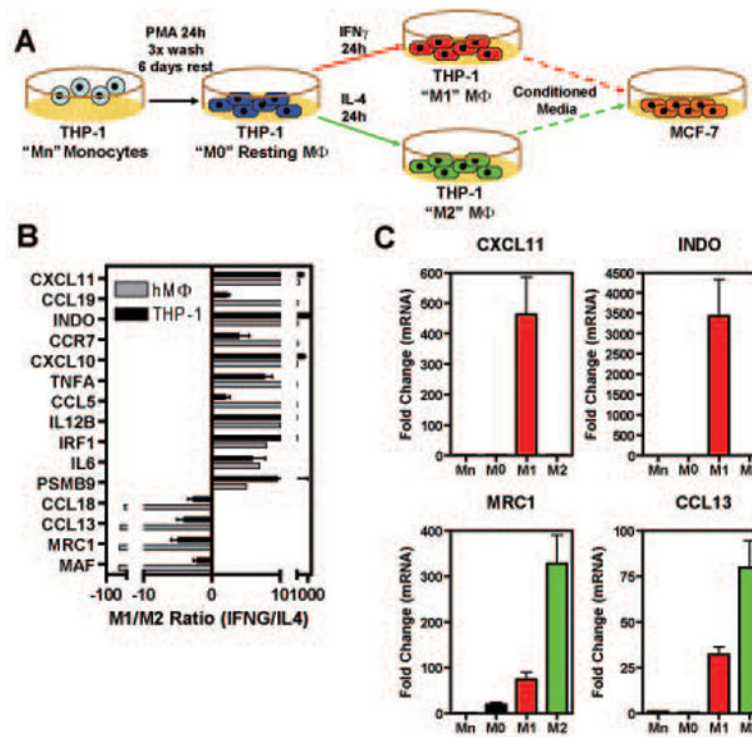 A
PMA 24h
3x wash
6 days rest
IFNγ
24h
IL-4
24h
THP-1
"Mn" Monocytes
THP-1
"M0" Resting MΦ
THP-1
"M1" MΦ
THP-1
"M2" MΦ
Conditioned
Media
MCF-7
B
hMΦ
THP-1
CXCL11
CCL19
INDO
CCR7
CXCL10
TNFA
CCL5
IL12B
IRF1
IL6
PSMB9
CCL18
CCL13
MRC1
MAF
-100 -10 0 101000
M1/M2 Ratio (IFNG/IL4)
C
CXCL11
Fold Change (mRNA)
600
500
400
300
200
100
0
Mn M0 M1 M2
INDO
Fold Change (mRNA)
4500
4000
3500
3000
2500
2000
1500
1000
500
0
Mn M0 M1
MRC1
Fold Change (mRNA)
400
300
200
100
0
Mn M0 M1 M2
CCL13
Fold Change (mRNA)
100
75
50
25
0
Mn M0 M1